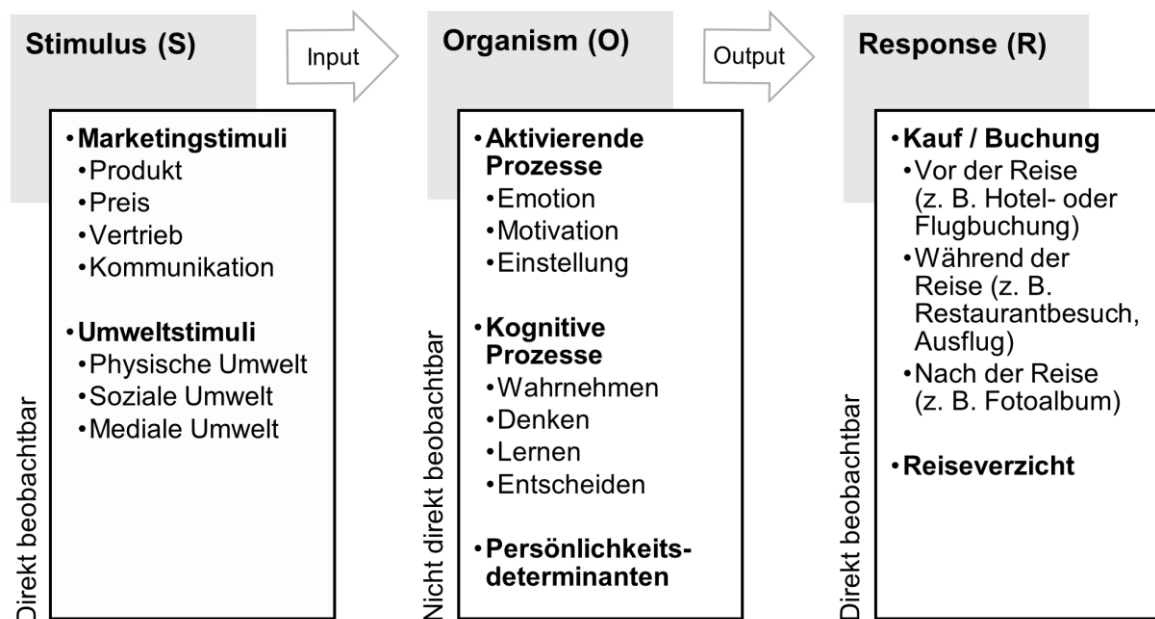 Stimulus (S)
Input
Organism (O)
Output
Response (R)
Direkt beobachtbar
•Marketingstimuli
•Produkt
•Preis
•Vertrieb
•Kommunikation
•Umweltstimuli
•Physische Umwelt
•Soziale Umwelt
•Mediale Umwelt
Nicht direkt beobachtbar
•Aktivierende
Prozesse
•Emotion
•Motivation
•Einstellung
•Kognitive
Prozesse
•Wahrnehmen
•Denken
•Lernen
•Entscheiden
•Persönlichkeits-
determinanten
Direkt beobachtbar
•Kauf / Buchung
•Vor der Reise
(z. B. Hotel- oder
Flugbuchung)
•Während der
Reise (z. B.
Restaurantbesuch,
Ausflug)
•Nach der Reise
(z. B. Fotoalbum)
•Reiseverzicht